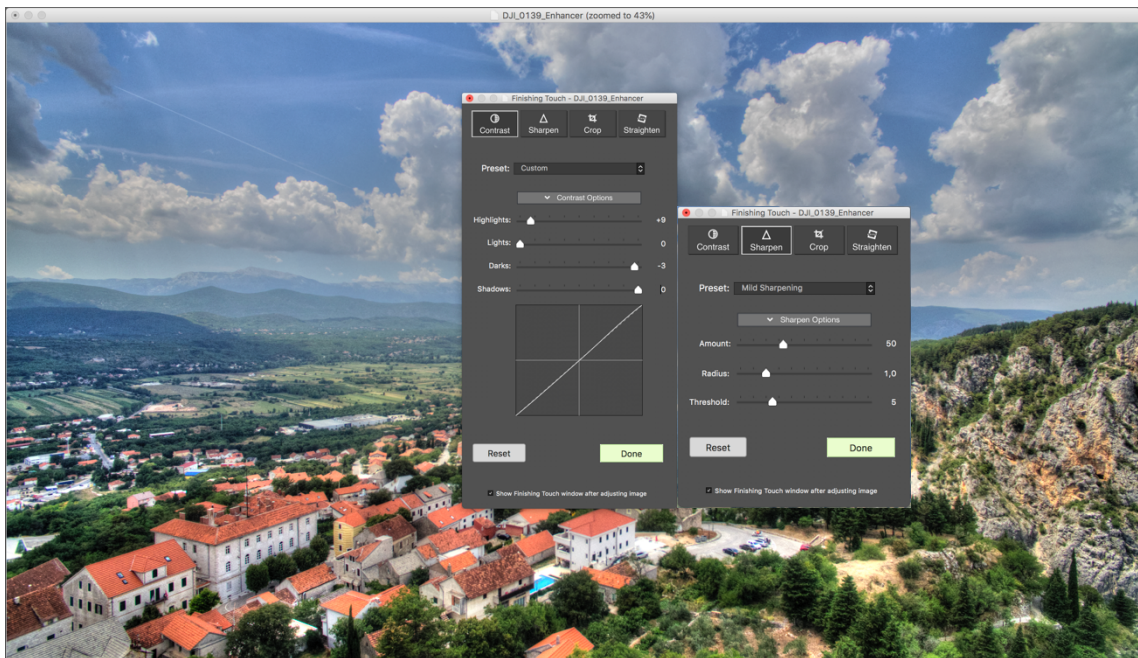 DJI_0139_Enhancer (zoomed to 43%)
Finishing Touch - DJI_0139_Enhancer
Contrast Sharpen Crop Straighten
Preset: Custom
Contrast Options
Highlights: +9
Lights: 0
Darks: -3
Shadows: 0
Reset Done
Show Finishing Touch window after adjusting image
Finishing Touch - DJI_0139_Enhancer
Contrast Sharpen Crop Straighten
Preset: Mild Sharpening
Sharpen Options
Amount: 50
Radius: 1,0
Threshold: 5
Reset Done
Show Finishing Touch window after adjusting image